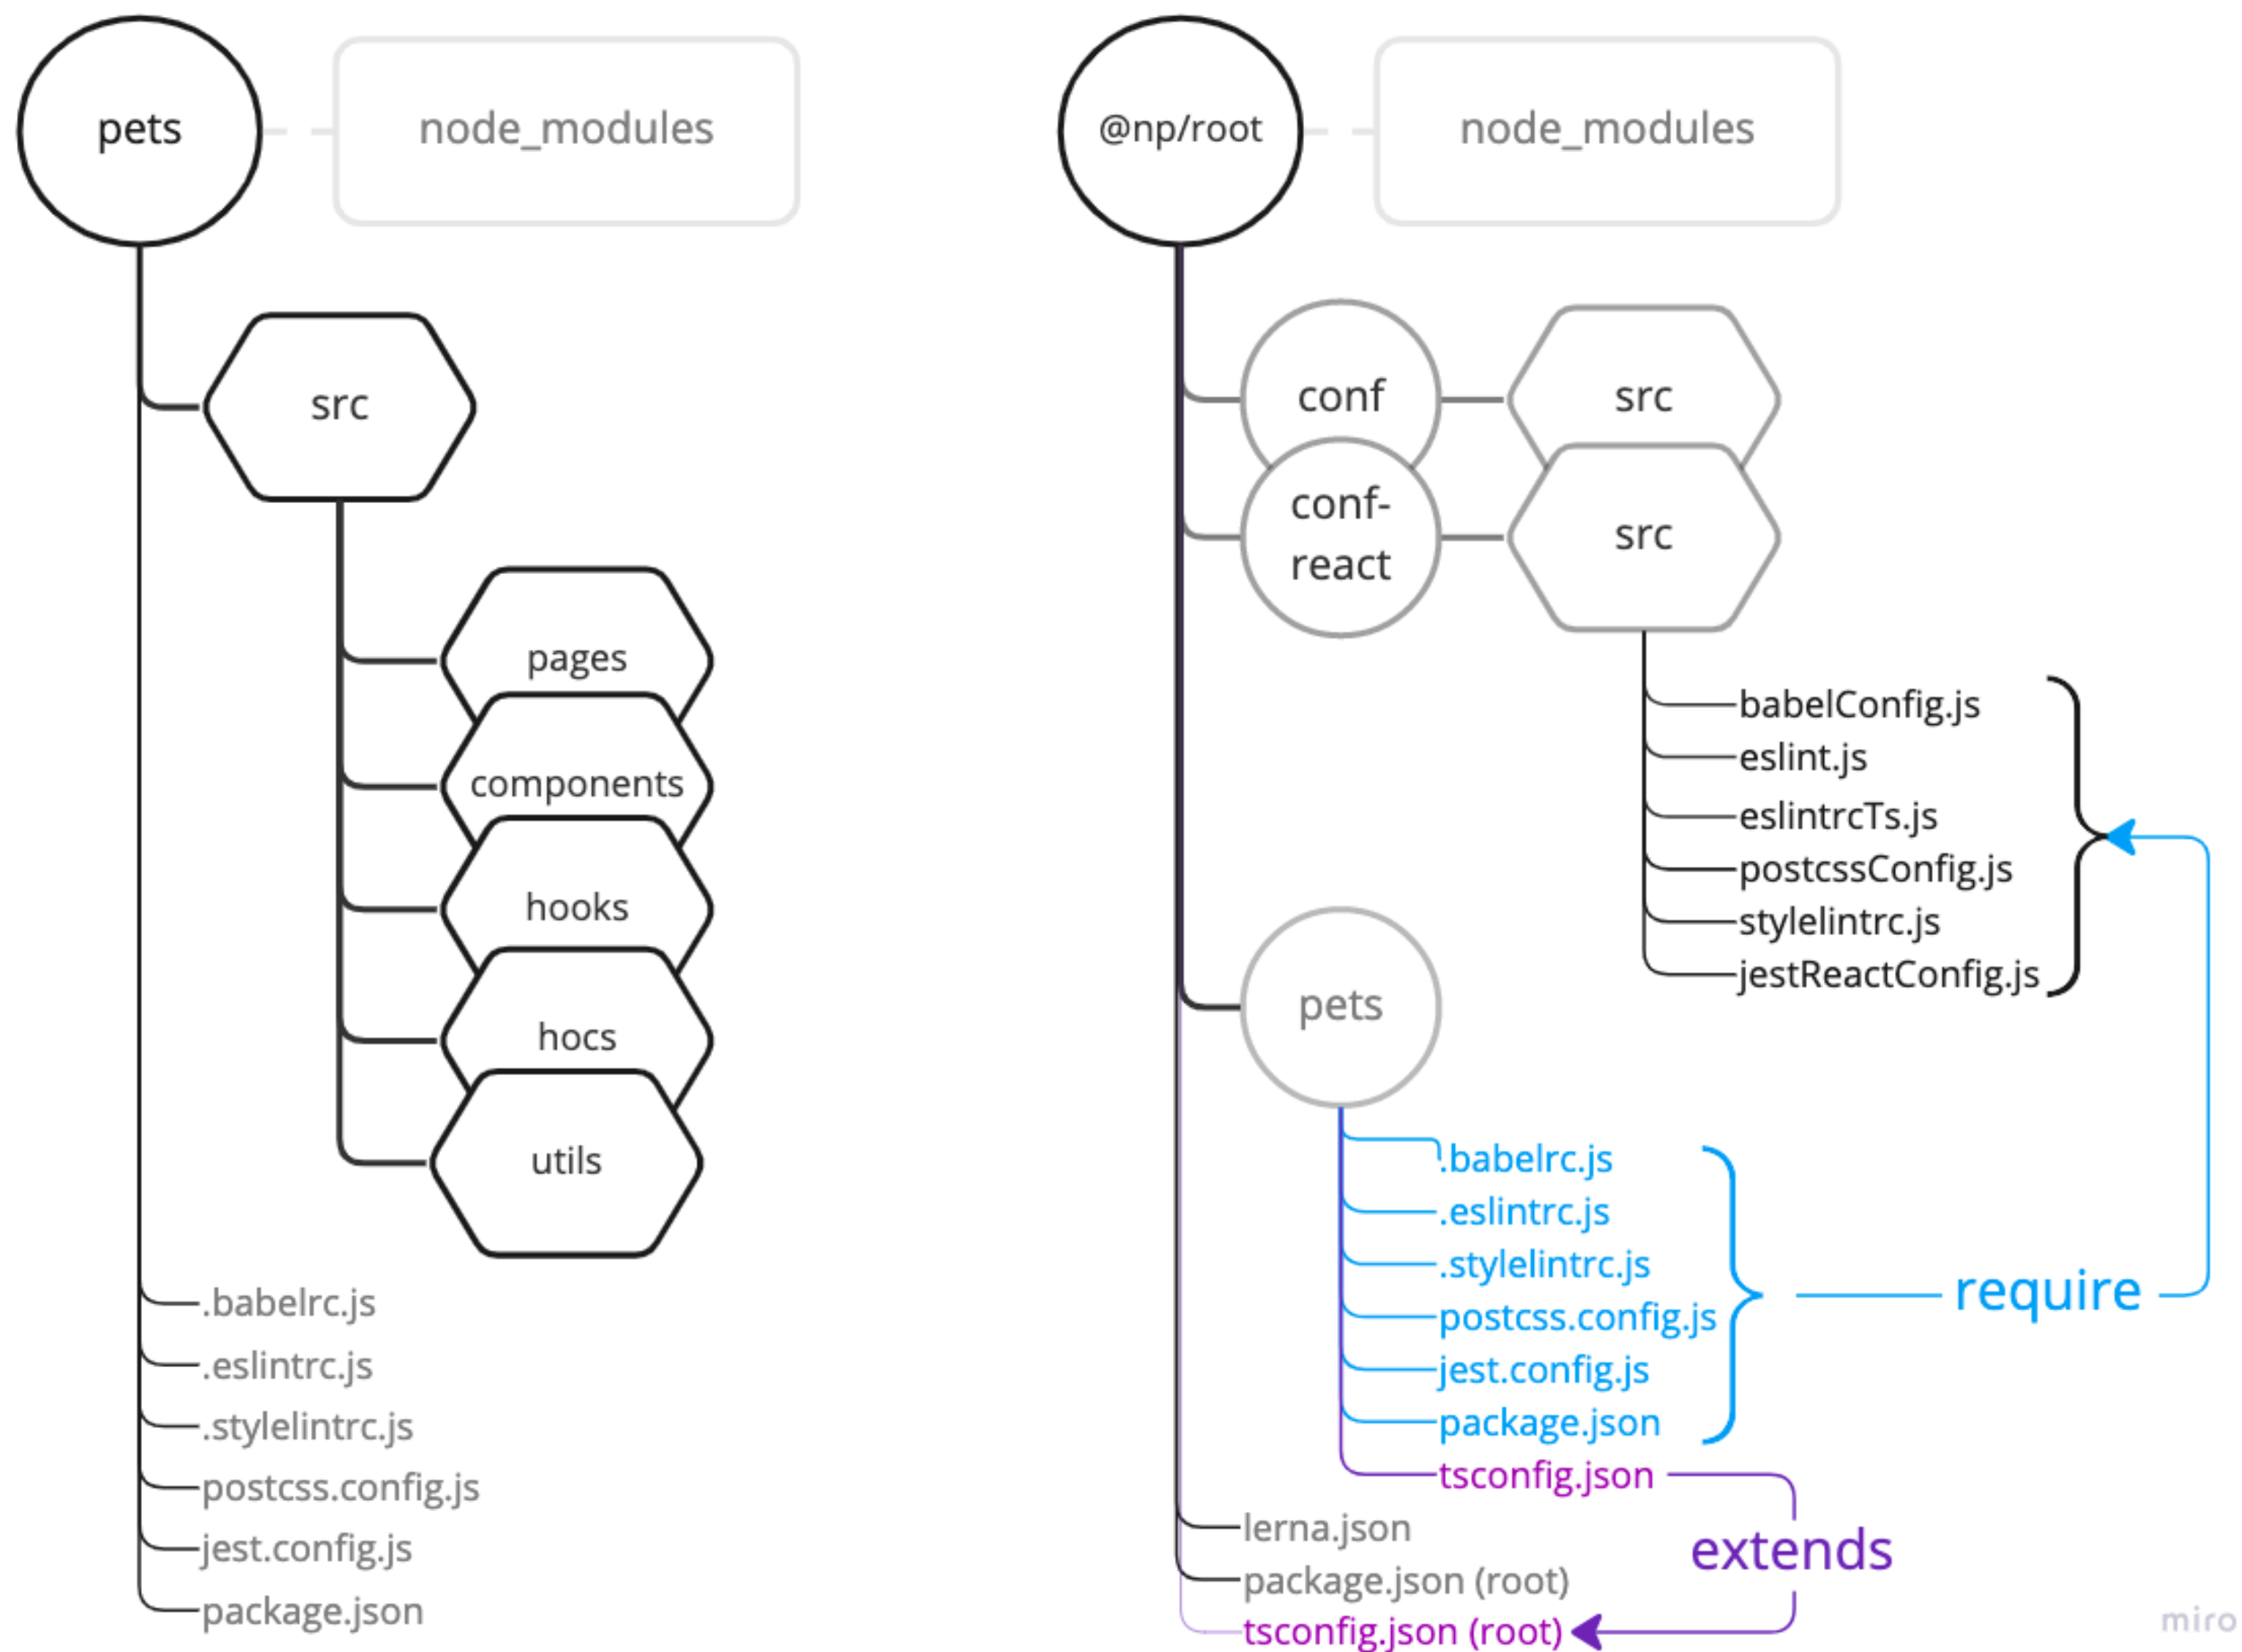 pets
node_modules
src
pages
components
hooks
hocs
utils
.babelrc.js
.eslintrc.js
.stylelintrc.js
postcss.config.js
jest.config.js
package.json
@np/root
node_modules
conf
src
conf-
react
src
babelConfig.js
eslint.js
eslintrcTs.js
postcssConfig.js
stylelintrc.js
jestReactConfig.js
pets
.babelrc.js
.eslintrc.js
.stylelintrc.js
postcss.config.js
jest.config.js
package.json
require
tsconfig.json
extends
lerna.json
package.json (root)
tsconfig.json (root)
miro